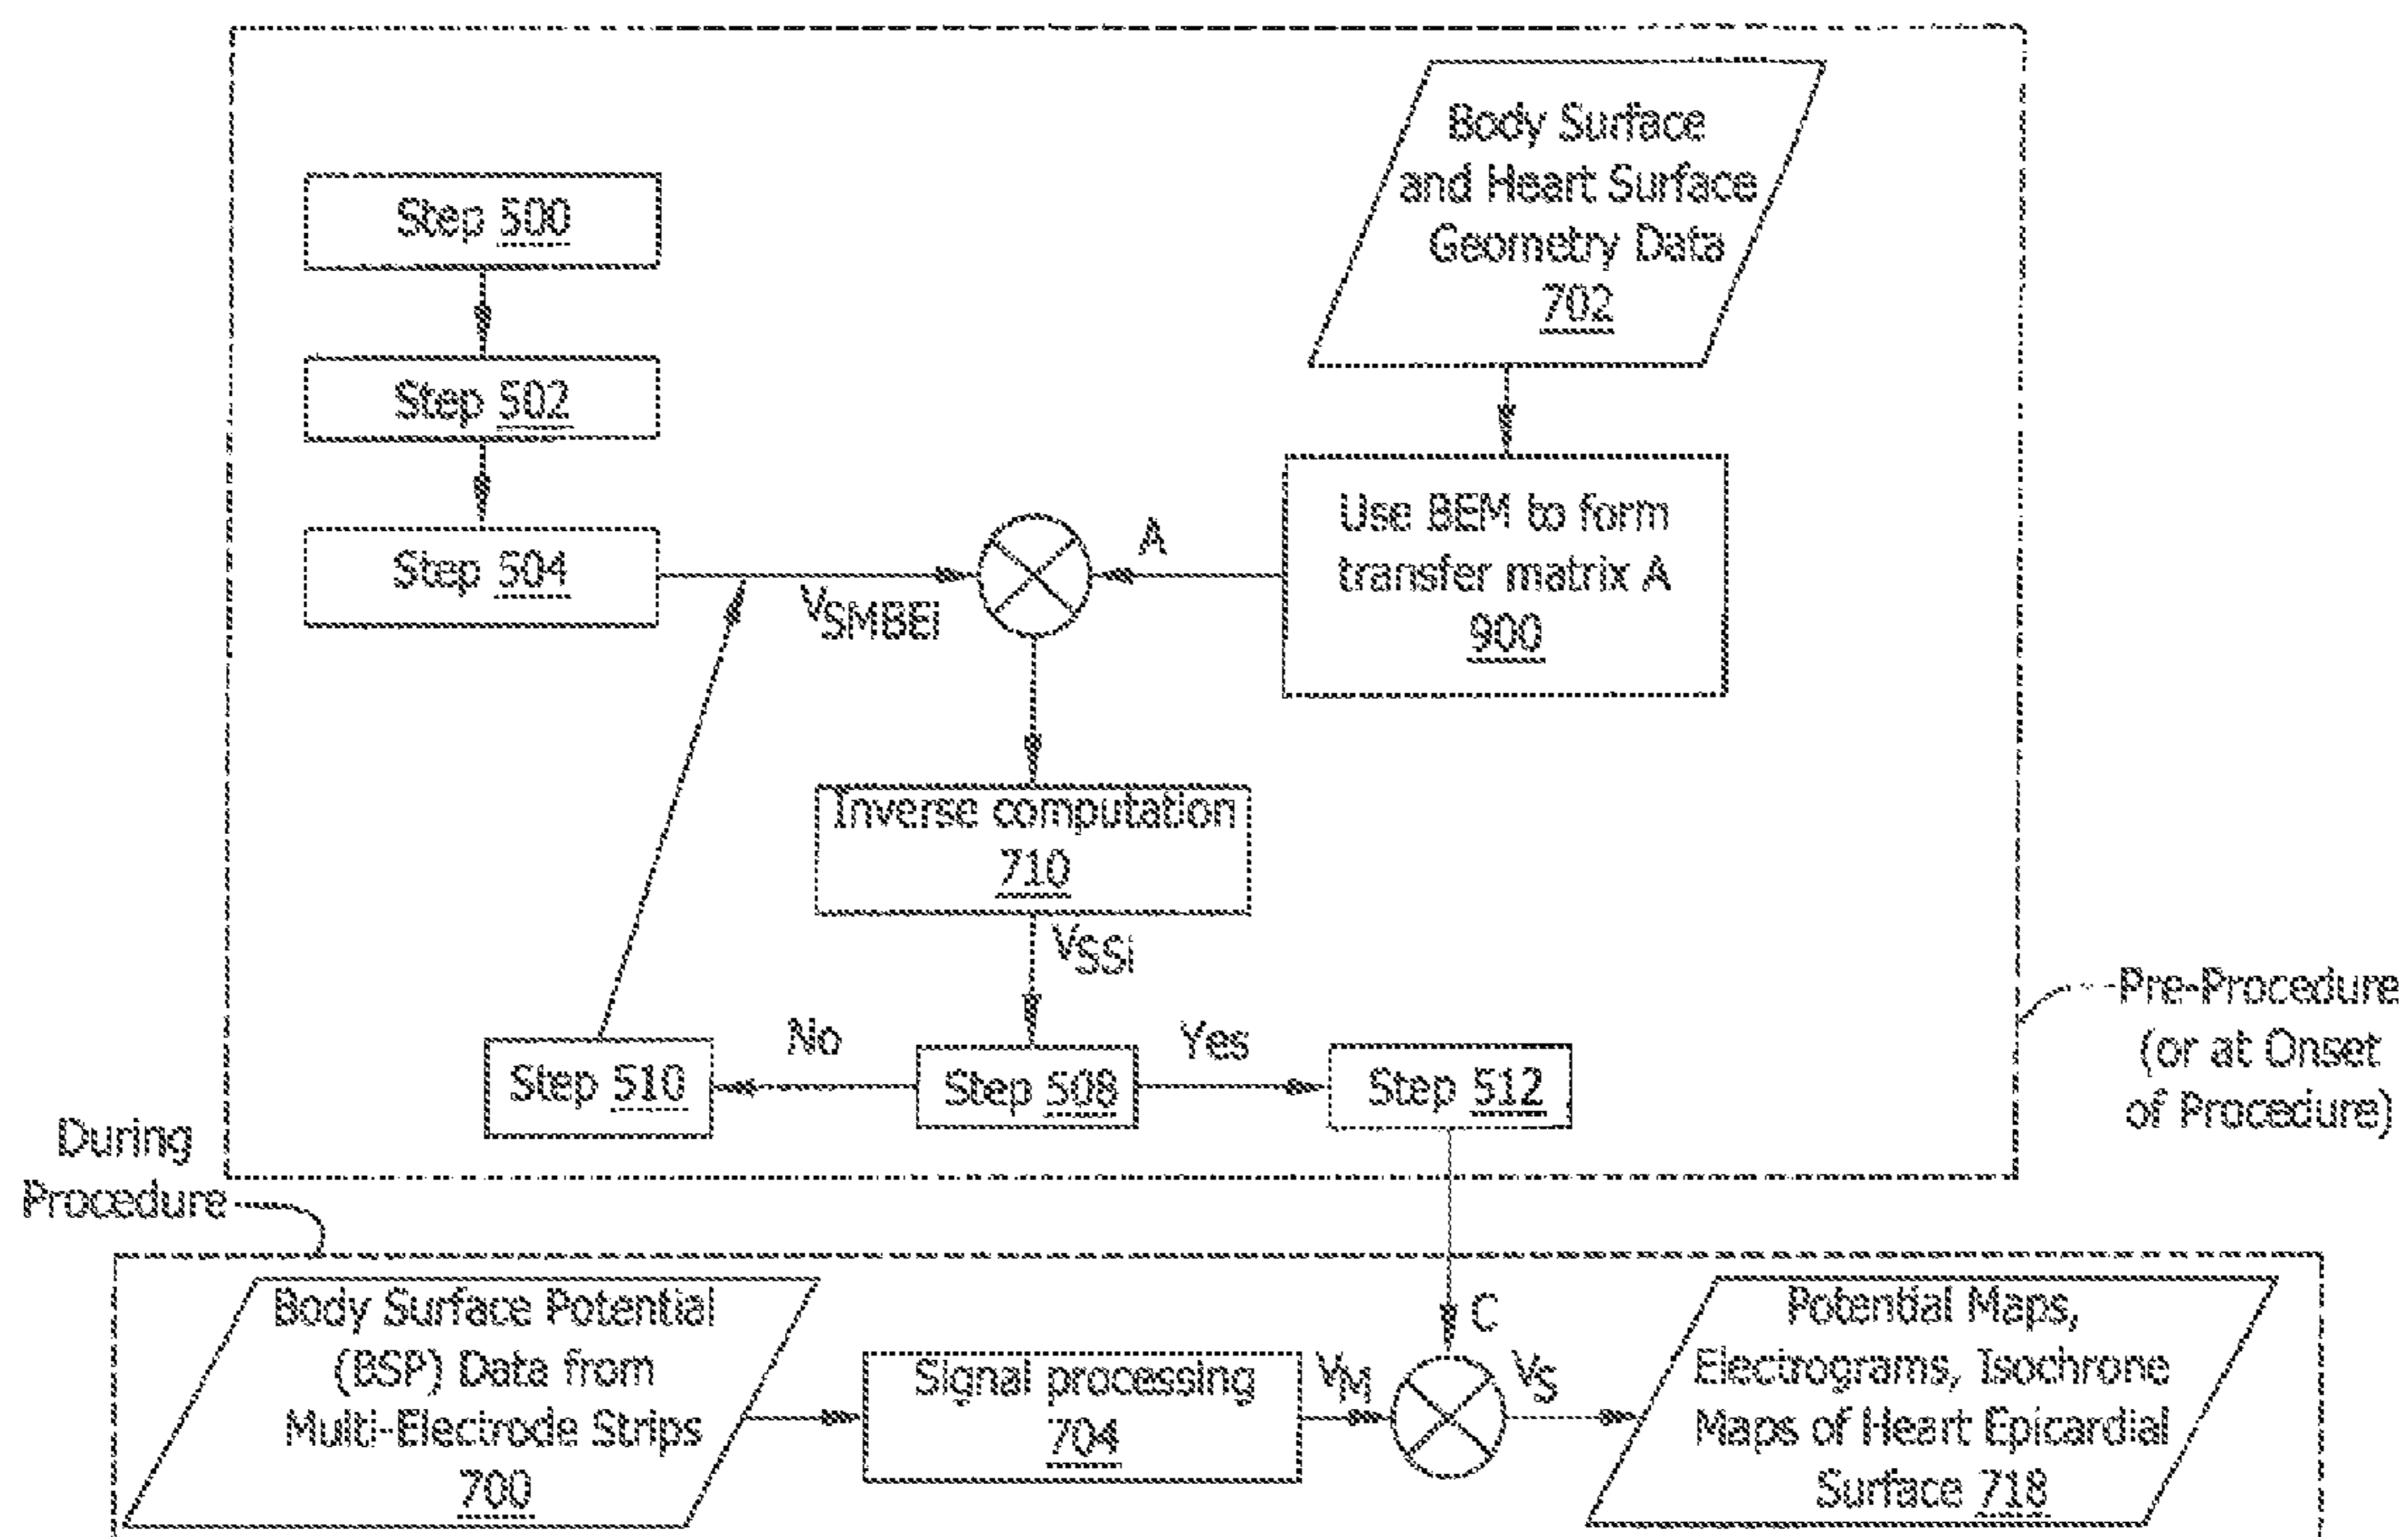 Body Surface
and Heart Surface
Geometry Data
702
Step 500
Step 502
Step 504
VSMBEi
A
Use BEM to form
transfer matrix A
900
Inverse computation
710
VSSi
Step 510
No
Step 508
Yes
Step 512
Pre-Procedure
(or at Onset
of Procedure)
During
Procedure
Body Surface Potential
(BSP) Data from
Multi-Electrode Strips
700
Signal processing
704
VM
C
VS
Potential Maps,
Electrograms, Isochrone
Maps of Heart Epicardial
Surface 718